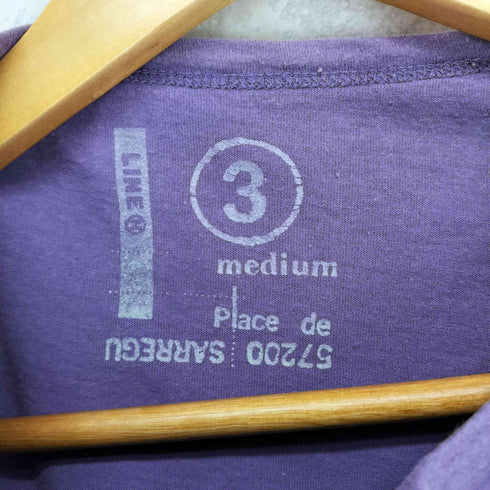 LINE
3
medium
Place de
57200 SARREGU